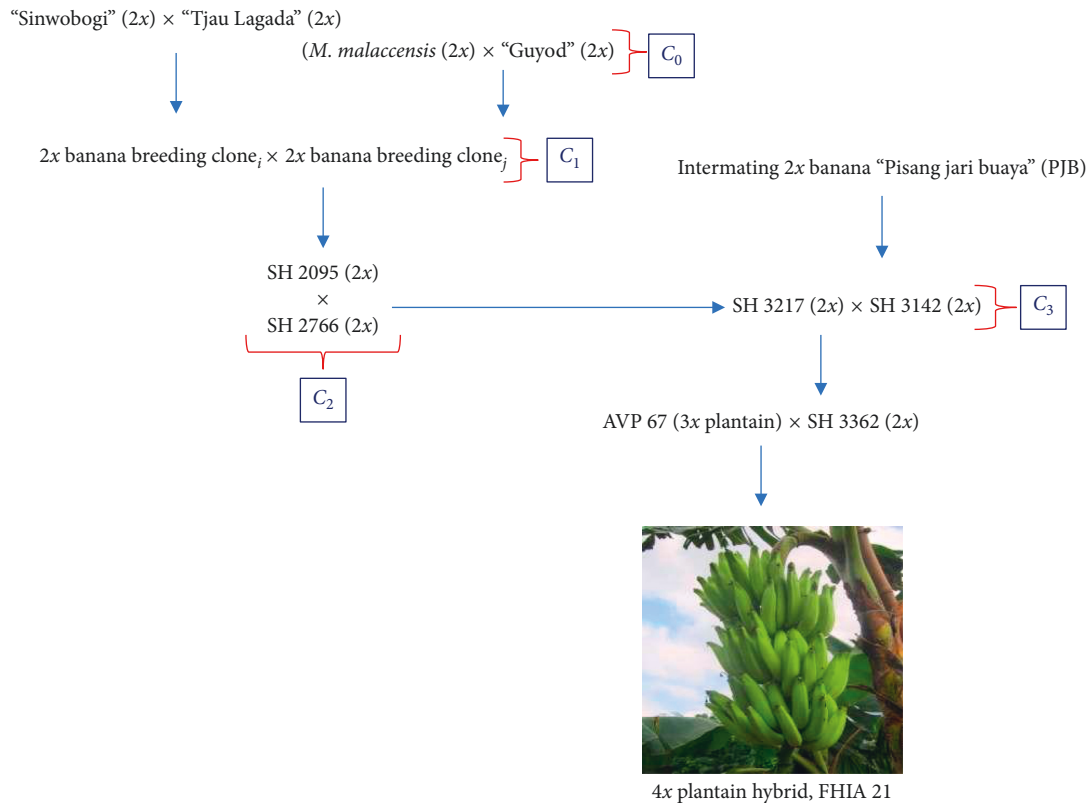 “Sinwobogi” (2x) × “Tjau Lagada” (2x)
(M. malaccensis (2x) × “Guyod” (2x)
C₀
2x banana breeding cloneᵢ × 2x banana breeding cloneⱼ
C₁
Intermating 2x banana “Pisang jari buaya” (PJB)
SH 2095 (2x)
×
SH 2766 (2x)
SH 3217 (2x) × SH 3142 (2x)
C₃
C₂
AVP 67 (3x plantain) × SH 3362 (2x)
4x plantain hybrid, FHIA 21